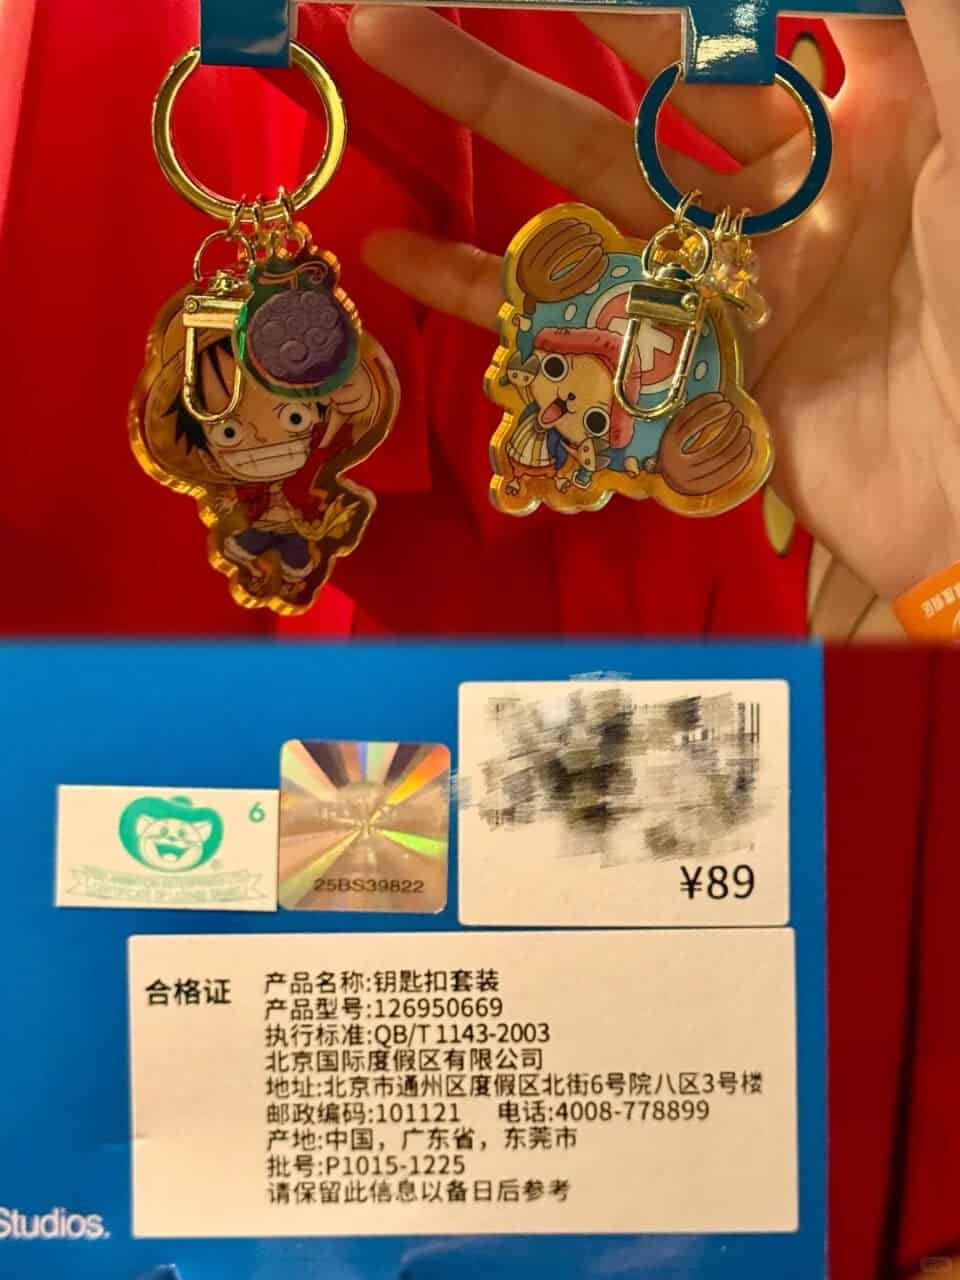 6
25BS39822
¥89
合格证
产品名称:钥匙扣套装
产品型号:126950669
执行标准:QB/T 1143-2003
北京国际度假区有限公司
地址:北京市通州区度假区北街6号院八区3号楼
邮政编码:101121 电话:4008-778899
产地:中国，广东省，东莞市
批号:P1015-1225
请保留此信息以备日后参考
Studios.